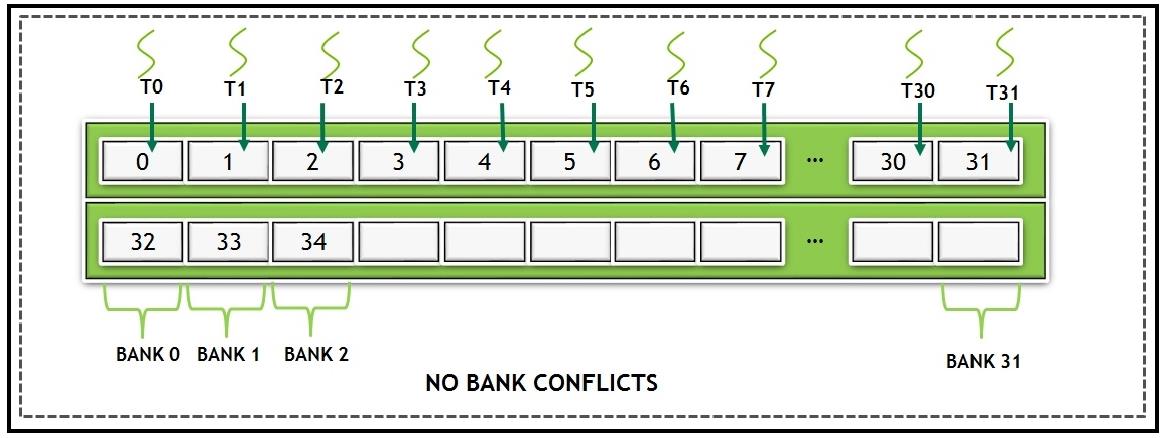 T0 T1 T2 T3 T4 T5 T6 T7 T30 T31
0 1 2 3 4 5 6 7 ... 30 31
32 33 34 ...
BANK 0 BANK 1 BANK 2 BANK 31
NO BANK CONFLICTS